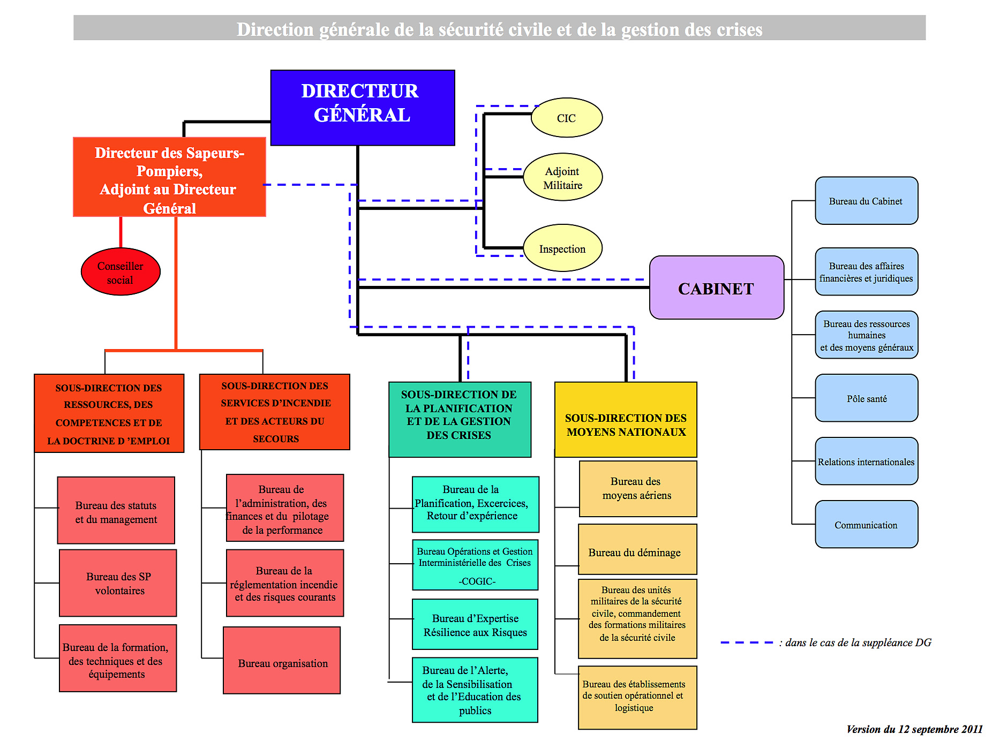 Direction générale de la sécurité civile et de la gestion des crises
DIRECTEUR
GÉNÉRAL
Directeur des Sapeurs-
Pompiers,
Adjoint au Directeur
Général
Conseiller
social
CIC
Adjoint
Militaire
Inspection
CABINET
Bureau du Cabinet
Bureau des affaires
financières et juridiques
Bureau des ressources
humaines
et des moyens généraux
Pôle santé
Relations internationales
Communication
SOUS-DIRECTION DES
RESSOURCES, DES
COMPETENCES ET DE
LA DOCTRINE D ’EMPLOI
Bureau des statuts
et du management
Bureau des SP
volontaires
Bureau de la formation,
des techniques et des
équipements
SOUS-DIRECTION DES
SERVICES D’INCENDIE
ET DES ACTEURS DU
SECOURS
Bureau de
l’administration, des
finances et du pilotage
de la performance
Bureau de la
réglementation incendie
et des risques courants
Bureau organisation
SOUS-DIRECTION DE
LA PLANIFICATION
ET DE LA GESTION
DES CRISES
Bureau de la
Planification, Excercices,
Retour d’expérience
Bureau Opérations et Gestion
Interministérielle des Crises
-COGIC-
Bureau d’Expertise
Résilience aux Risques
Bureau de l’Alerte,
de la Sensibilisation
et de l’Education des
publics
SOUS-DIRECTION DES
MOYENS NATIONAUX
Bureau des
moyens aériens
Bureau du déminage
Bureau des unités
militaires de la sécurité
civile, commandement
des formations militaires
de la sécurité civile
Bureau des établissements
de soutien opérationnel et
logistique
: dans le cas de la suppléance DG
Version du 12 septembre 2011